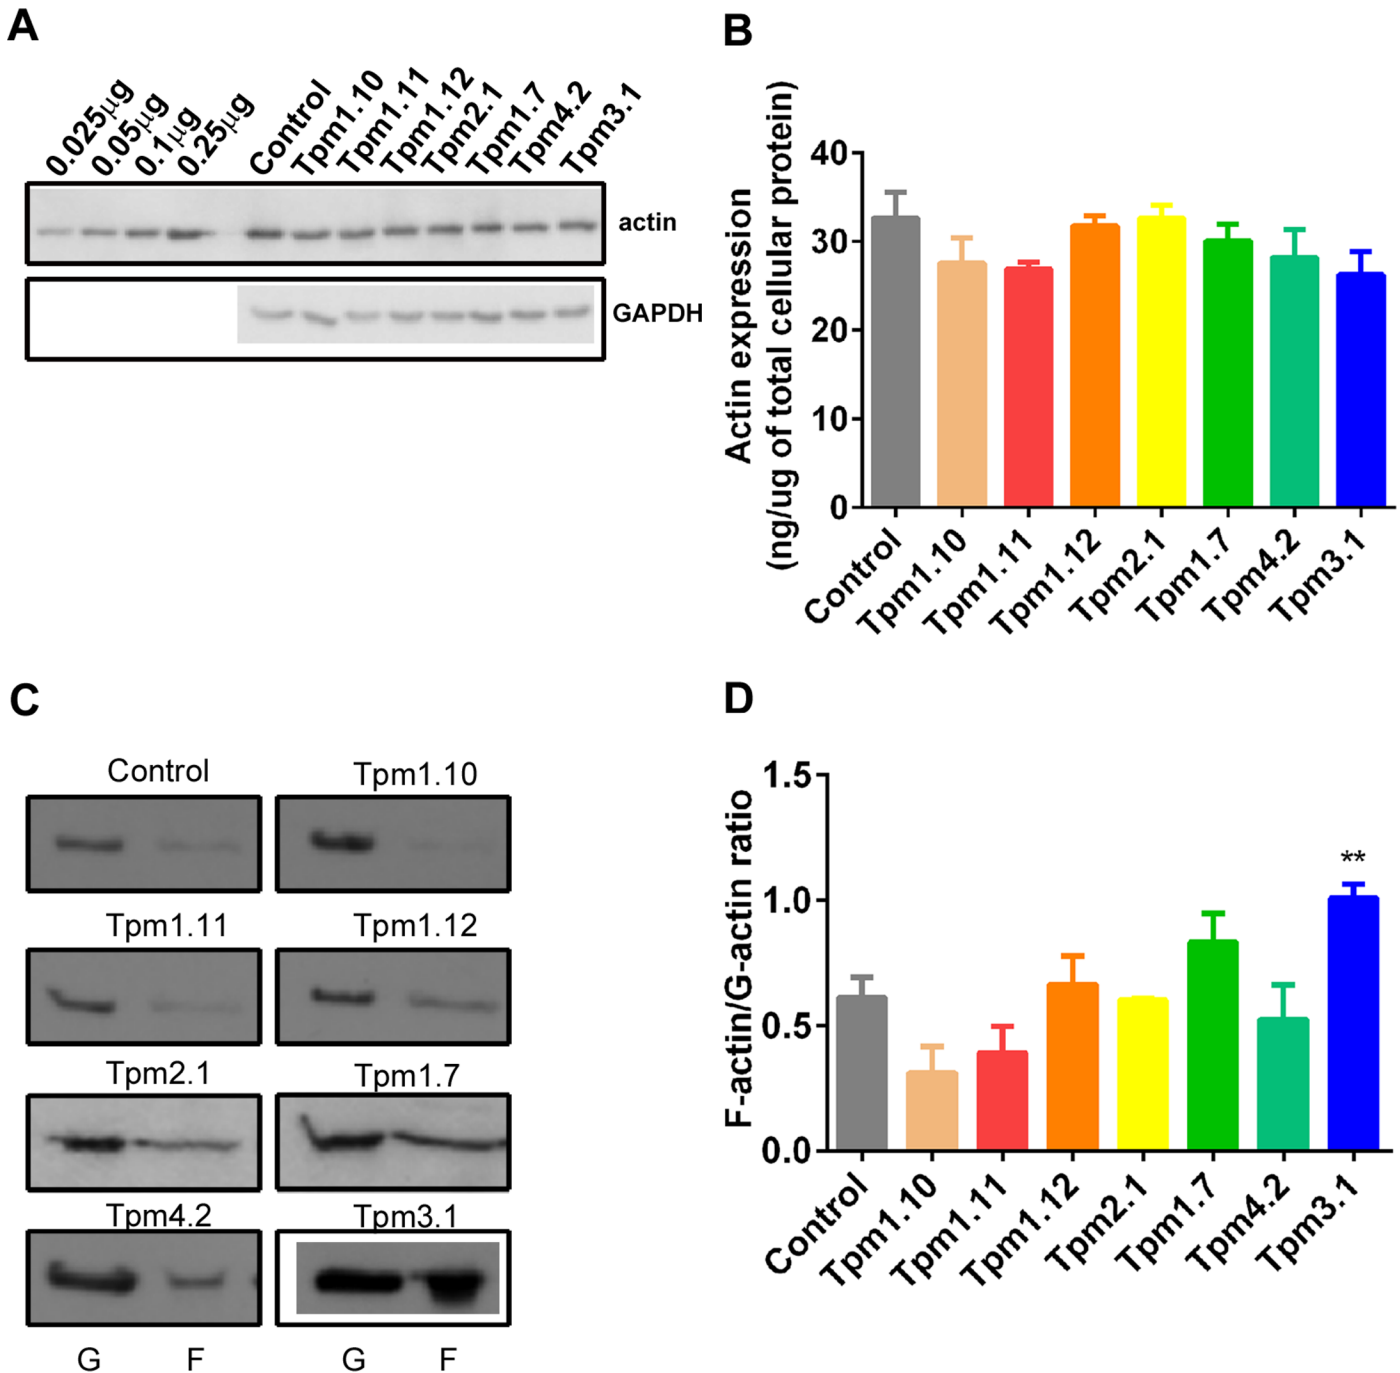 A
0.025µg
0.05µg
0.1µg
0.25µg
Control
Tpm1.10
Tpm1.11
Tpm1.12
Tpm2.1
Tpm1.7
Tpm4.2
Tpm3.1
actin
GAPDH
B
Actin expression
(ng/ug of total cellular protein)
40
30
20
10
0
Control
Tpm1.10
Tpm1.11
Tpm1.12
Tpm2.1
Tpm1.7
Tpm4.2
Tpm3.1
C
Control
Tpm1.10
Tpm1.11
Tpm1.12
Tpm2.1
Tpm1.7
Tpm4.2
Tpm3.1
G F G F
D
F-actin/G-actin ratio
1.5
1.0
0.5
0.0
**
Control
Tpm1.10
Tpm1.11
Tpm1.12
Tpm2.1
Tpm1.7
Tpm4.2
Tpm3.1